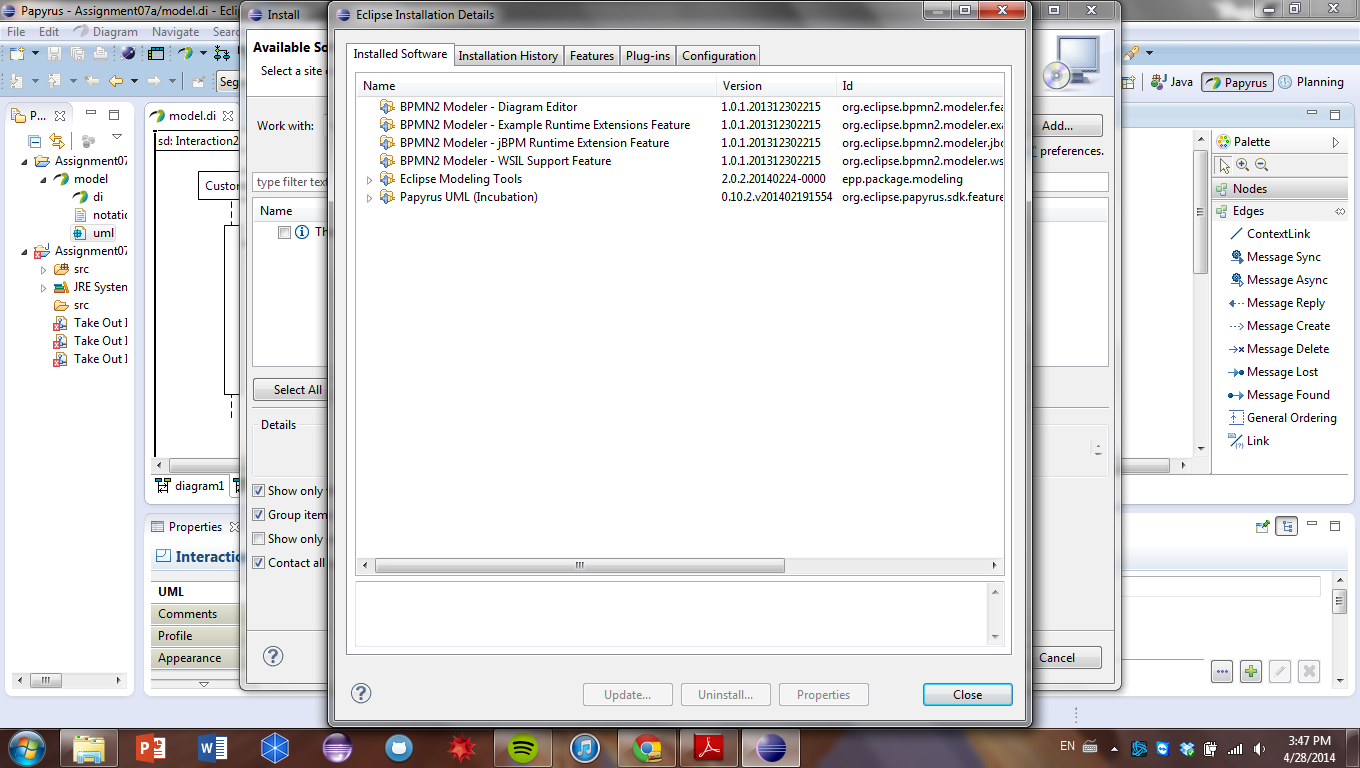 Papyrus - Assignment07a/model.di - Ecli
File Edit Diagram Navigate Searc
Seg
Java Papyrus Planning
P...
Assignment07
model
di
notatio
uml
Assignment07
src
JRE System
src
Take Out I
Take Out I
Take Out I
model.di
sd: Interaction2
Custom
diagram1
Properties
Interactio
UML
Comments
Profile
Appearance
Install
Available So
Select a site o
Work with:
Add...
preferences.
type filter text
Name
Th
Select All
Details
Show only
Group item
Show only
Contact all
Cancel
Eclipse Installation Details
Installed Software Installation History Features Plug-ins Configuration
Name Version Id
BPMN2 Modeler - Diagram Editor 1.0.1.201312302215 org.eclipse.bpmn2.modeler.fea
BPMN2 Modeler - Example Runtime Extensions Feature 1.0.1.201312302215 org.eclipse.bpmn2.modeler.exa
BPMN2 Modeler - jBPM Runtime Extension Feature 1.0.1.201312302215 org.eclipse.bpmn2.modeler.jbo
BPMN2 Modeler - WSIL Support Feature 1.0.1.201312302215 org.eclipse.bpmn2.modeler.ws
Eclipse Modeling Tools 2.0.2.20140224-0000 epp.package.modeling
Papyrus UML (Incubation) 0.10.2.v201402191554 org.eclipse.papyrus.sdk.feature
Update... Uninstall... Properties Close
Palette
Nodes
Edges
ContextLink
Message Sync
Message Async
Message Reply
Message Create
Message Delete
Message Lost
Message Found
General Ordering
Link
EN
3:47 PM
4/28/2014